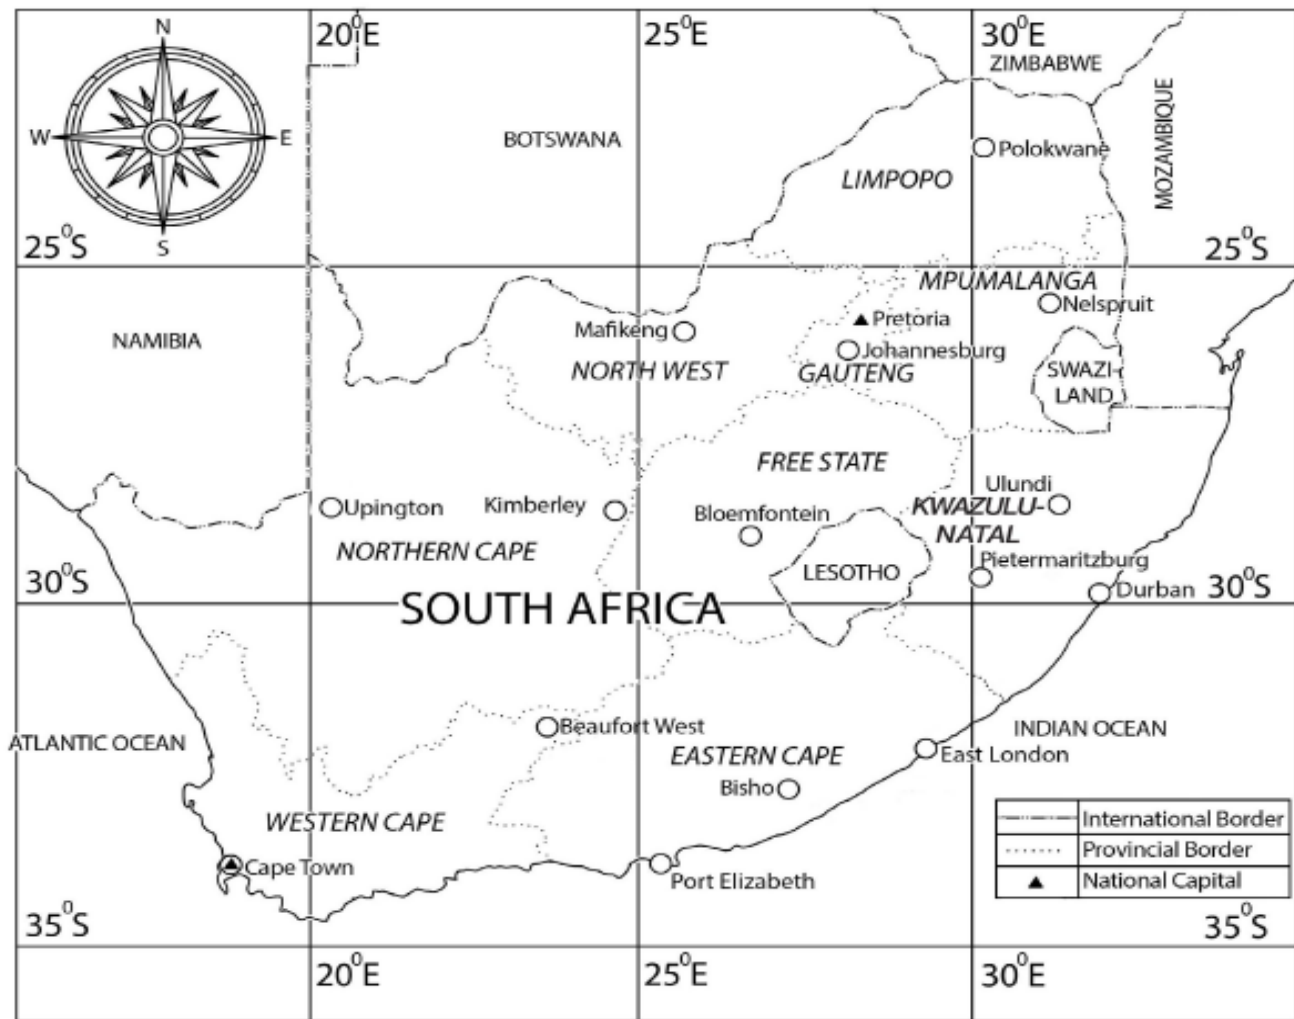 N
W
E
S
20⁰E
25⁰E
30⁰E
ZIMBABWE
MOZAMBIQUE
BOTSWANA
Polokwane
LIMPOPO
25⁰S
25⁰S
MPUMALANGA
Nelspruit
Pretoria
Mafikeng
Johannesburg
NAMIBIA
NORTH WEST
GAUTENG
SWAZI-
LAND
FREE STATE
Ulundi
Upington
Kimberley
Bloemfontein
KWAZULU-
NATAL
NORTHERN CAPE
Pietermaritzburg
LESOTHO
30⁰S
Durban
30⁰S
SOUTH AFRICA
Beaufort West
INDIAN OCEAN
ATLANTIC OCEAN
EASTERN CAPE
East London
Bisho
WESTERN CAPE
International Border
Provincial Border
National Capital
Cape Town
Port Elizabeth
35⁰S
35⁰S
20⁰E
25⁰E
30⁰E